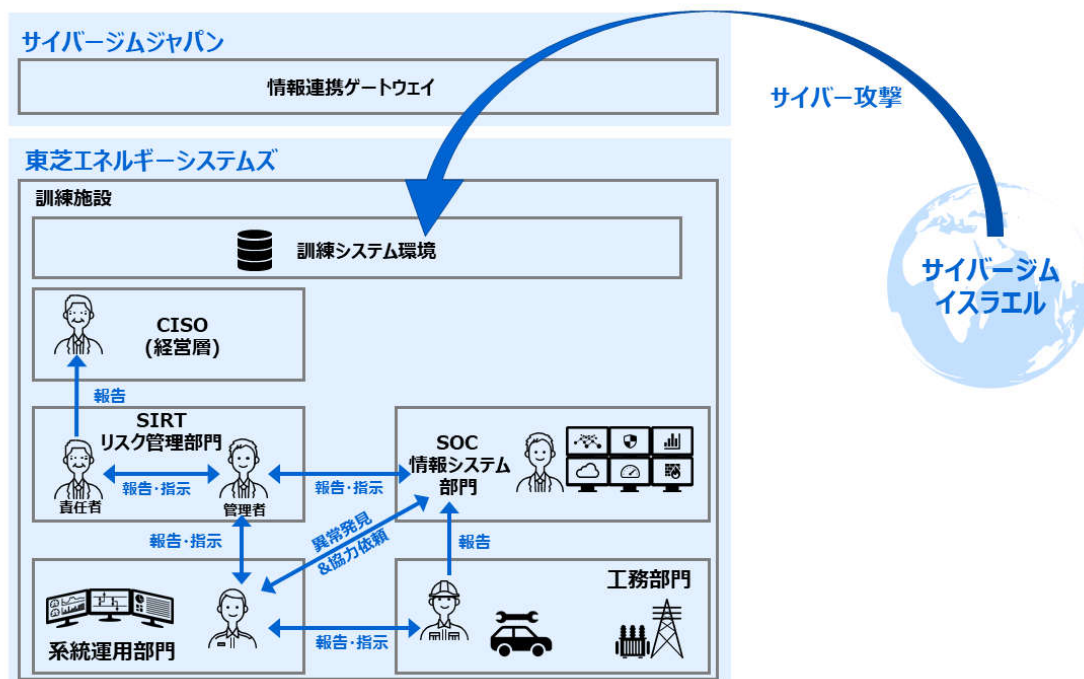 サイバージムジャパン
情報連携ゲートウェイ
サイバー攻撃
東芝エネルギーシステムズ
訓練施設
訓練システム環境
サイバージム
イスラエル
CISO
(経営層)
報告
SIRT
リスク管理部門
報告・指示
責任者
管理者
報告・指示
SOC
情報システム
部門
報告・指示
異常発見
&協力依頼
報告
系統運用部門
報告・指示
工務部門